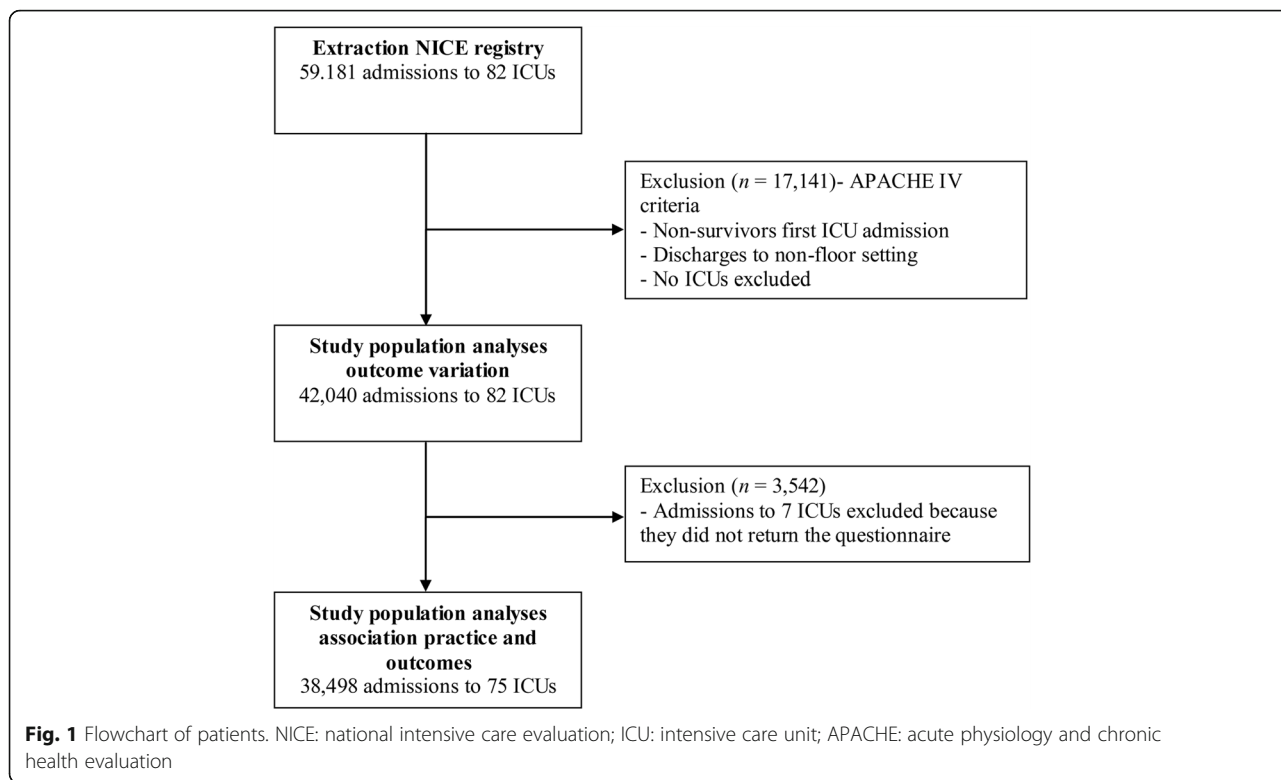 Extraction NICE registry
59.181 admissions to 82 ICUs
Exclusion (n = 17,141)- APACHE IV
criteria
- Non-survivors first ICU admission
- Discharges to non-floor setting
- No ICUs excluded
Study population analyses
outcome variation
42,040 admissions to 82 ICUs
Exclusion (n = 3,542)
- Admissions to 7 ICUs excluded because
they did not return the questionnaire
Study population analyses
association practice and
outcomes
38,498 admissions to 75 ICUs
Fig. 1 Flowchart of patients. NICE: national intensive care evaluation; ICU: intensive care unit; APACHE: acute physiology and chronic
health evaluation